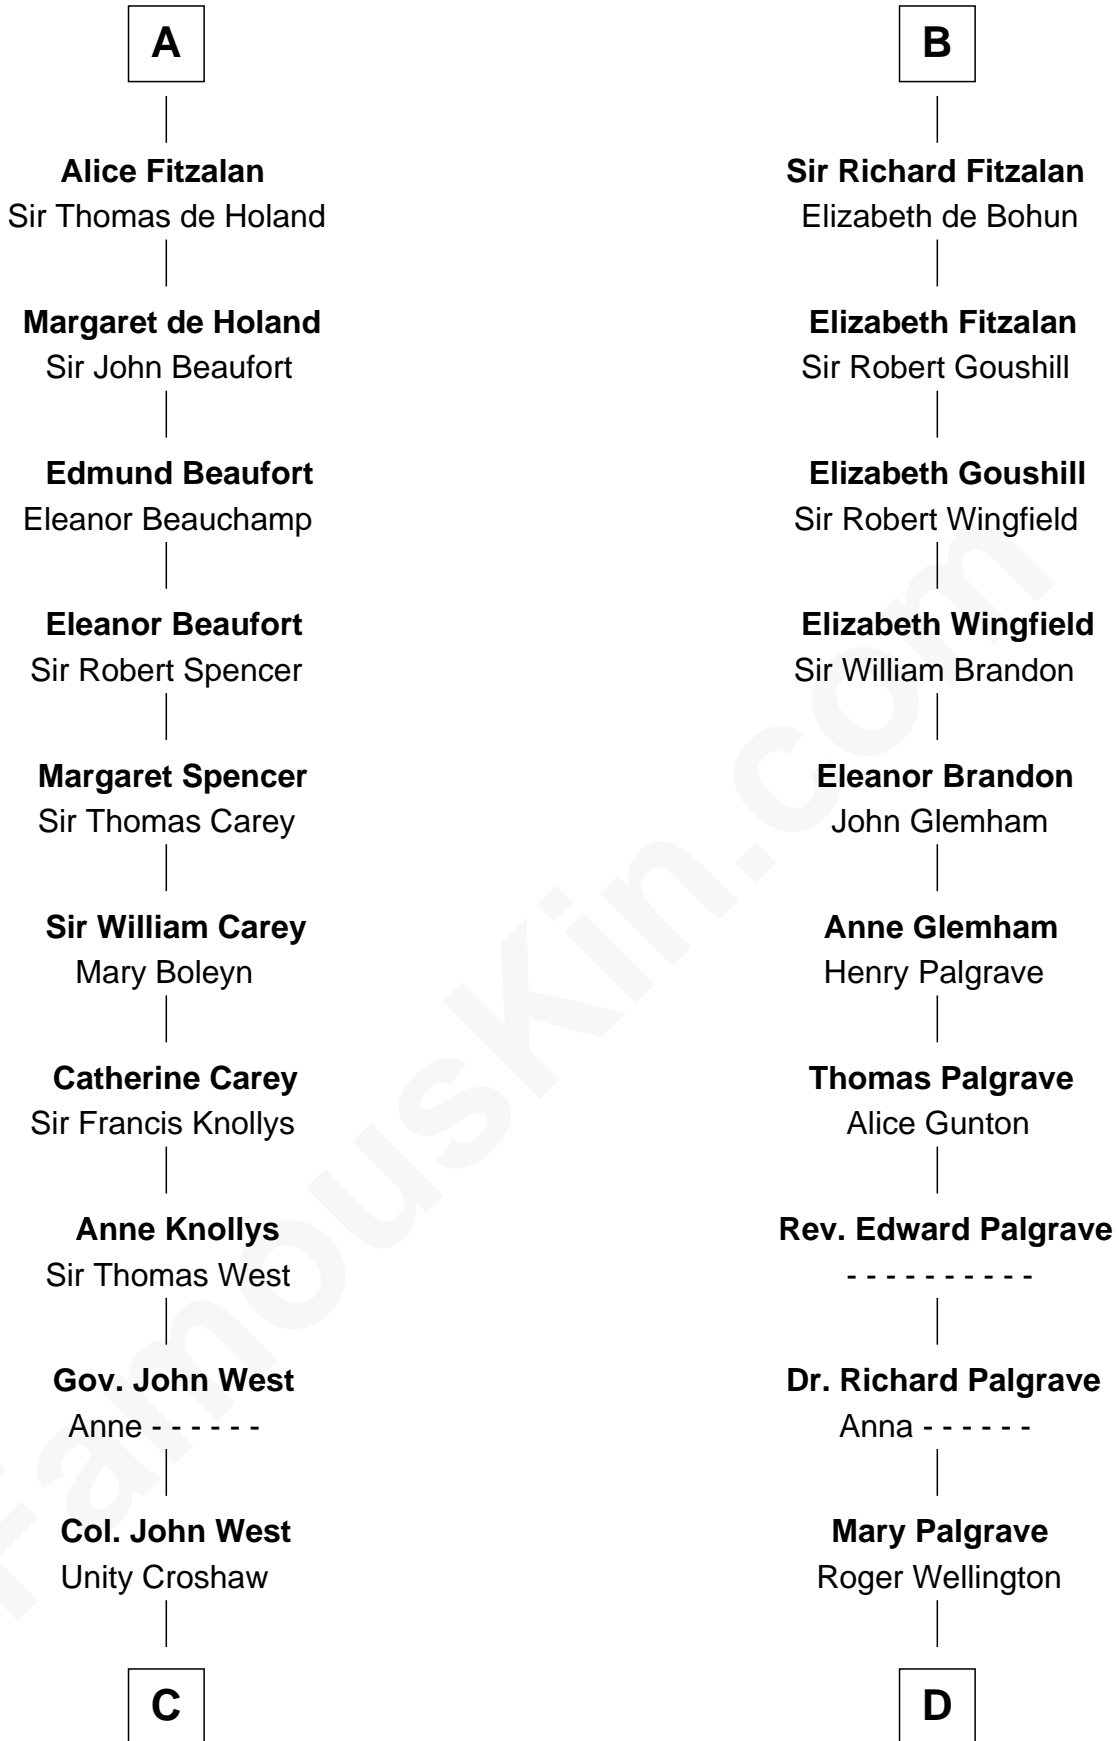 A
Alice Fitzalan
Sir Thomas de Holand
Margaret de Holand
Sir John Beaufort
Edmund Beaufort
Eleanor Beauchamp
Eleanor Beaufort
Sir Robert Spencer
Margaret Spencer
Sir Thomas Carey
Sir William Carey
Mary Boleyn
Catherine Carey
Sir Francis Knollys
Anne Knollys
Sir Thomas West
Gov. John West
Anne - - - - - -
Col. John West
Unity Croshaw
C
B
Sir Richard Fitzalan
Elizabeth de Bohun
Elizabeth Fitzalan
Sir Robert Goushill
Elizabeth Goushill
Sir Robert Wingfield
Elizabeth Wingfield
Sir William Brandon
Eleanor Brandon
John Glemham
Anne Glemham
Henry Palgrave
Thomas Palgrave
Alice Gunton
Rev. Edward Palgrave
- - - - - - - - - -
Dr. Richard Palgrave
Anna - - - - - -
Mary Palgrave
Roger Wellington
D
FamousKin.com